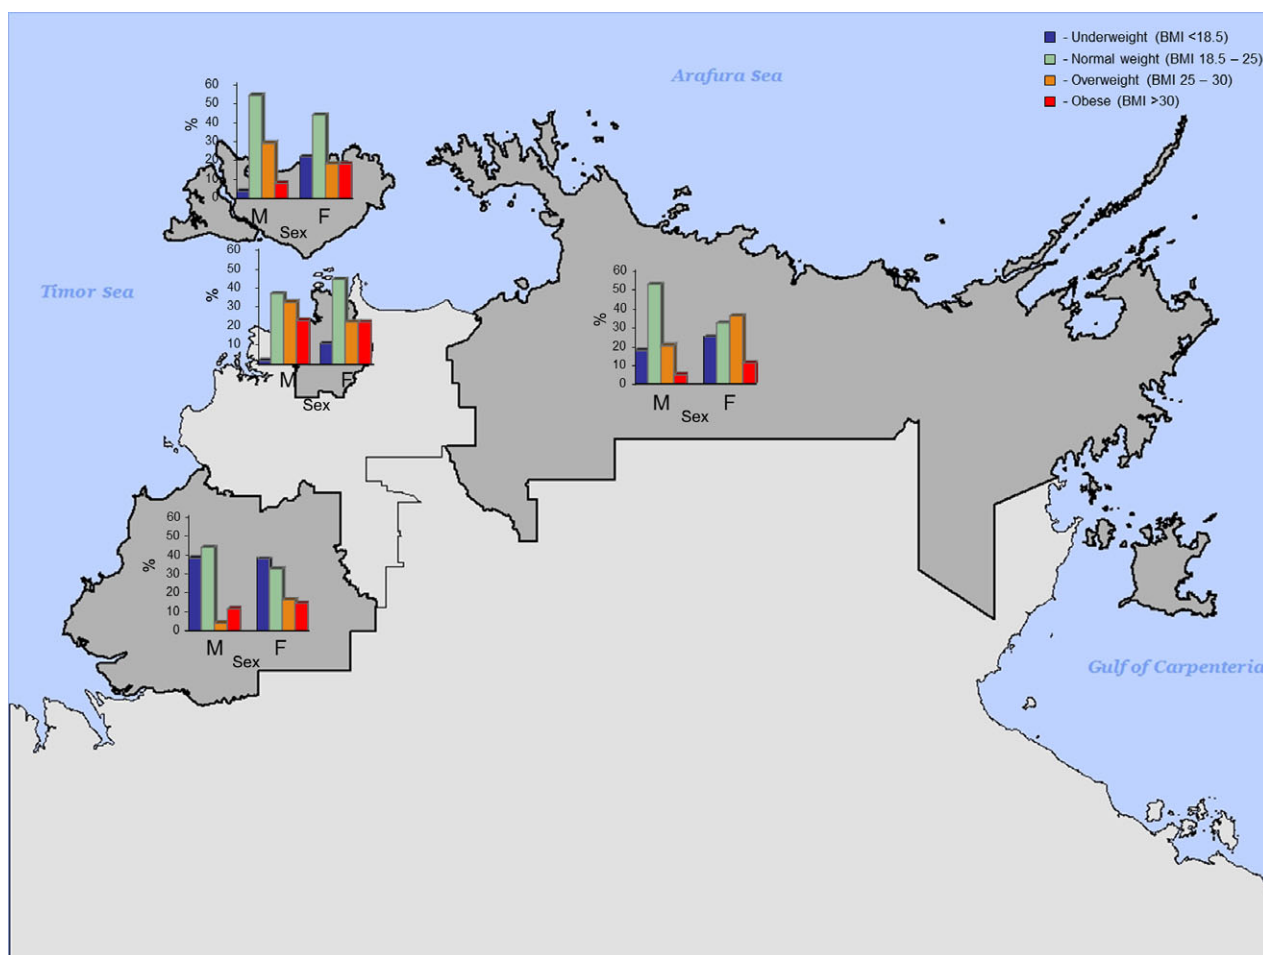 - Underweight (BMI <18.5)
- Normal weight (BMI 18.5 – 25)
- Overweight (BMI 25 – 30)
- Obese (BMI >30)
Arafura Sea
60
50
40
30
20
10
0
%
M F
Sex
Timor Sea
60
50
40
30
20
10
%
M F
Sex
60
50
40
30
20
10
0
%
M F
Sex
60
50
40
30
20
10
0
%
M F
Sex
Gulf of Carpenteria